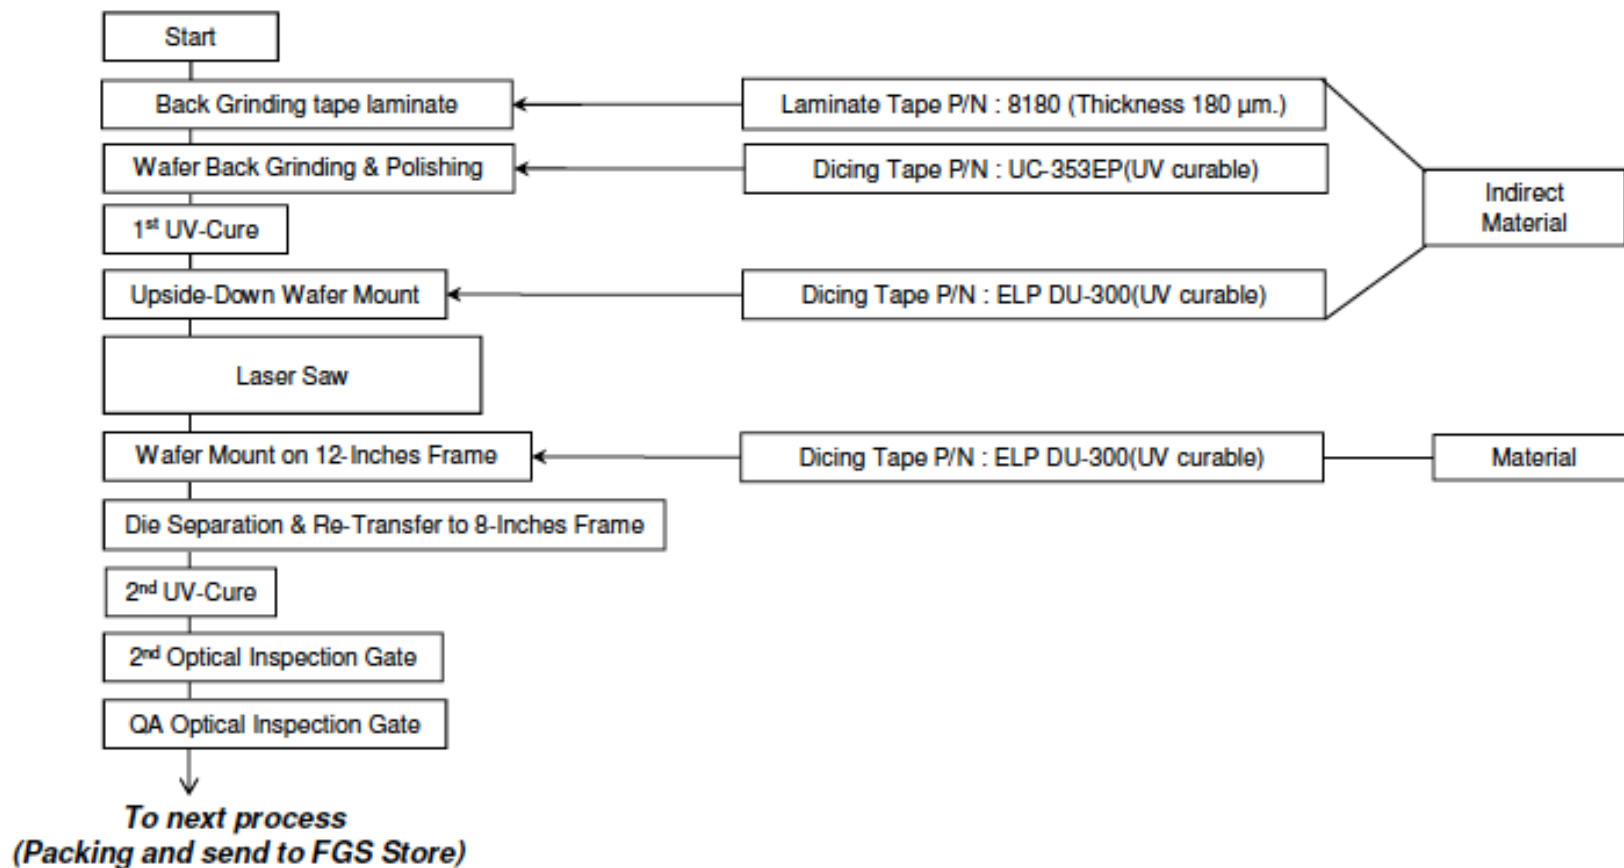 Start
Back Grinding tape laminate
Laminate Tape P/N : 8180 (Thickness 180 µm.)
Wafer Back Grinding & Polishing
Dicing Tape P/N : UC-353EP(UV curable)
Indirect
Material
1st UV-Cure
Upside-Down Wafer Mount
Dicing Tape P/N : ELP DU-300(UV curable)
Laser Saw
Wafer Mount on 12-Inches Frame
Dicing Tape P/N : ELP DU-300(UV curable)
Material
Die Separation & Re-Transfer to 8-Inches Frame
2nd UV-Cure
2nd Optical Inspection Gate
QA Optical Inspection Gate
To next process
(Packing and send to FGS Store)